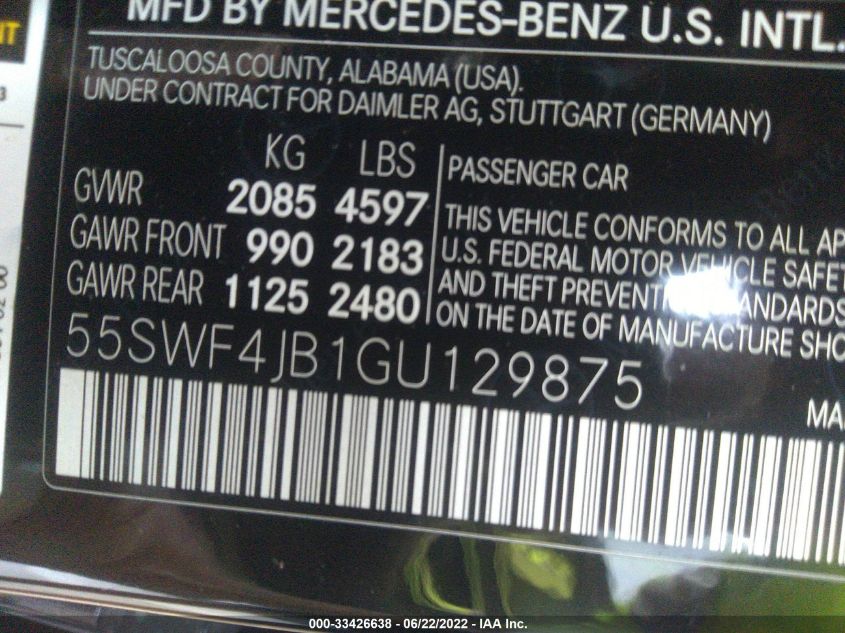 MFD BY MERCEDES-BENZ U.S. INTL.
TUSCALOOSA COUNTY, ALABAMA (USA).
UNDER CONTRACT FOR DAIMLER AG, STUTTGART (GERMANY)
KG LBS
GVWR 2085 4597
GAWR FRONT 990 2183
GAWR REAR 1125 2480
PASSENGER CAR
THIS VEHICLE CONFORMS TO ALL AP
U.S. FEDERAL MOTOR VEHICLE SAFET
AND THEFT PREVENTION STANDARDS
ON THE DATE OF MANUFACTURE SHO
55SWF4JB1GU129875
MA
000-33426638 - 06/22/2022 - IAA Inc.